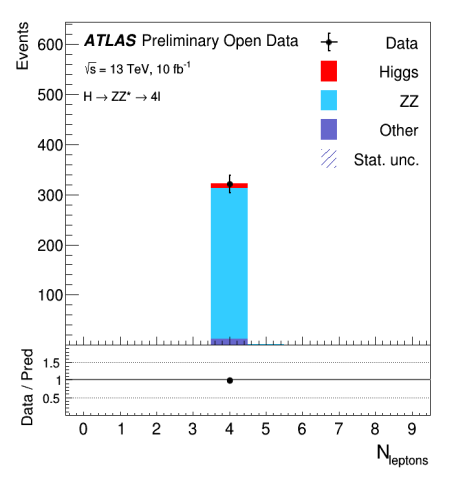 Events
ATLAS Preliminary Open Data
√s = 13 TeV, 10 fb⁻¹
H → ZZ* → 4l
Data
Higgs
ZZ
Other
Stat. unc.
600
500
400
300
200
100
Data / Pred
1.5
1
0.5
0 1 2 3 4 5 6 7 8 9
N_leptons